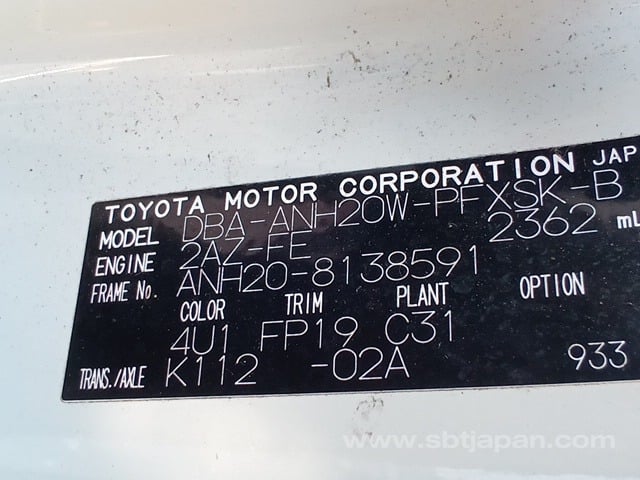 TOYOTA MOTOR CORPORATION JAP
MODEL DBA-ANH20W-PFXSK-B
ENGINE 2AZ-FE 2362 mL
FRAME No. ANH20-8138591
COLOR TRIM PLANT OPTION
4U1 FP19 C31
TRANS./AXLE K112 -02A 933
www.sbtjapan.com